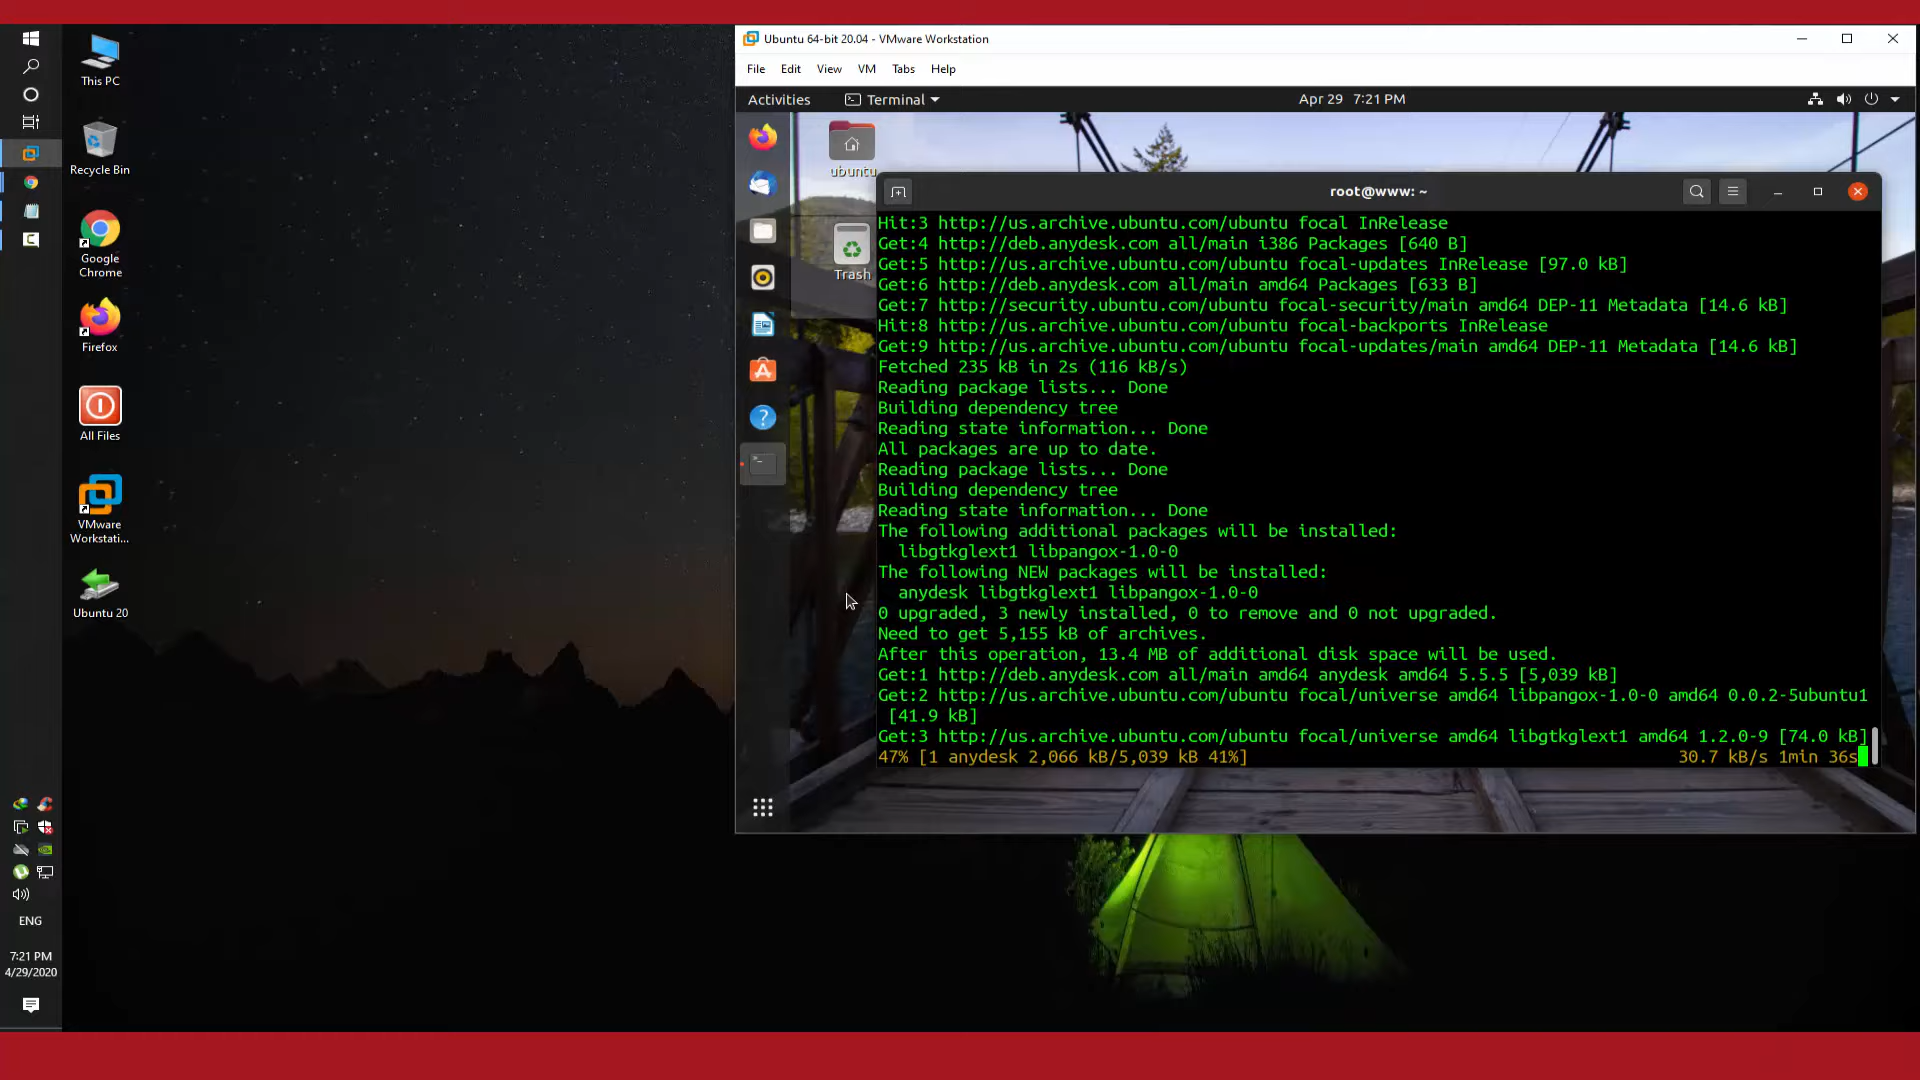 This PC
Recycle Bin
Google
Chrome
Firefox
All Files
VMware
Workstati...
Ubuntu 20
ENG
7:21 PM
4/29/2020
Ubuntu 64-bit 20.04 - VMware Workstation
File Edit View VM Tabs Help
Activities Terminal Apr 29 7:21 PM
ubuntu
Trash
root@www: ~
Hit:3 http://us.archive.ubuntu.com/ubuntu focal InRelease
Get:4 http://deb.anydesk.com all/main i386 Packages [640 B]
Get:5 http://us.archive.ubuntu.com/ubuntu focal-updates InRelease [97.0 kB]
Get:6 http://deb.anydesk.com all/main amd64 Packages [633 B]
Get:7 http://security.ubuntu.com/ubuntu focal-security/main amd64 DEP-11 Metadata [14.6 kB]
Hit:8 http://us.archive.ubuntu.com/ubuntu focal-backports InRelease
Get:9 http://us.archive.ubuntu.com/ubuntu focal-updates/main amd64 DEP-11 Metadata [14.6 kB]
Fetched 235 kB in 2s (116 kB/s)
Reading package lists... Done
Building dependency tree
Reading state information... Done
All packages are up to date.
Reading package lists... Done
Building dependency tree
Reading state information... Done
The following additional packages will be installed:
libgtkglext1 libpangox-1.0-0
The following NEW packages will be installed:
anydesk libgtkglext1 libpangox-1.0-0
0 upgraded, 3 newly installed, 0 to remove and 0 not upgraded.
Need to get 5,155 kB of archives.
After this operation, 13.4 MB of additional disk space will be used.
Get:1 http://deb.anydesk.com all/main amd64 anydesk amd64 5.5.5 [5,039 kB]
Get:2 http://us.archive.ubuntu.com/ubuntu focal/universe amd64 libpangox-1.0-0 amd64 0.0.2-5ubuntu1
[41.9 kB]
Get:3 http://us.archive.ubuntu.com/ubuntu focal/universe amd64 libgtkglext1 amd64 1.2.0-9 [74.0 kB]
47% [1 anydesk 2,066 kB/5,039 kB 41%] 30.7 kB/s 1min 36s